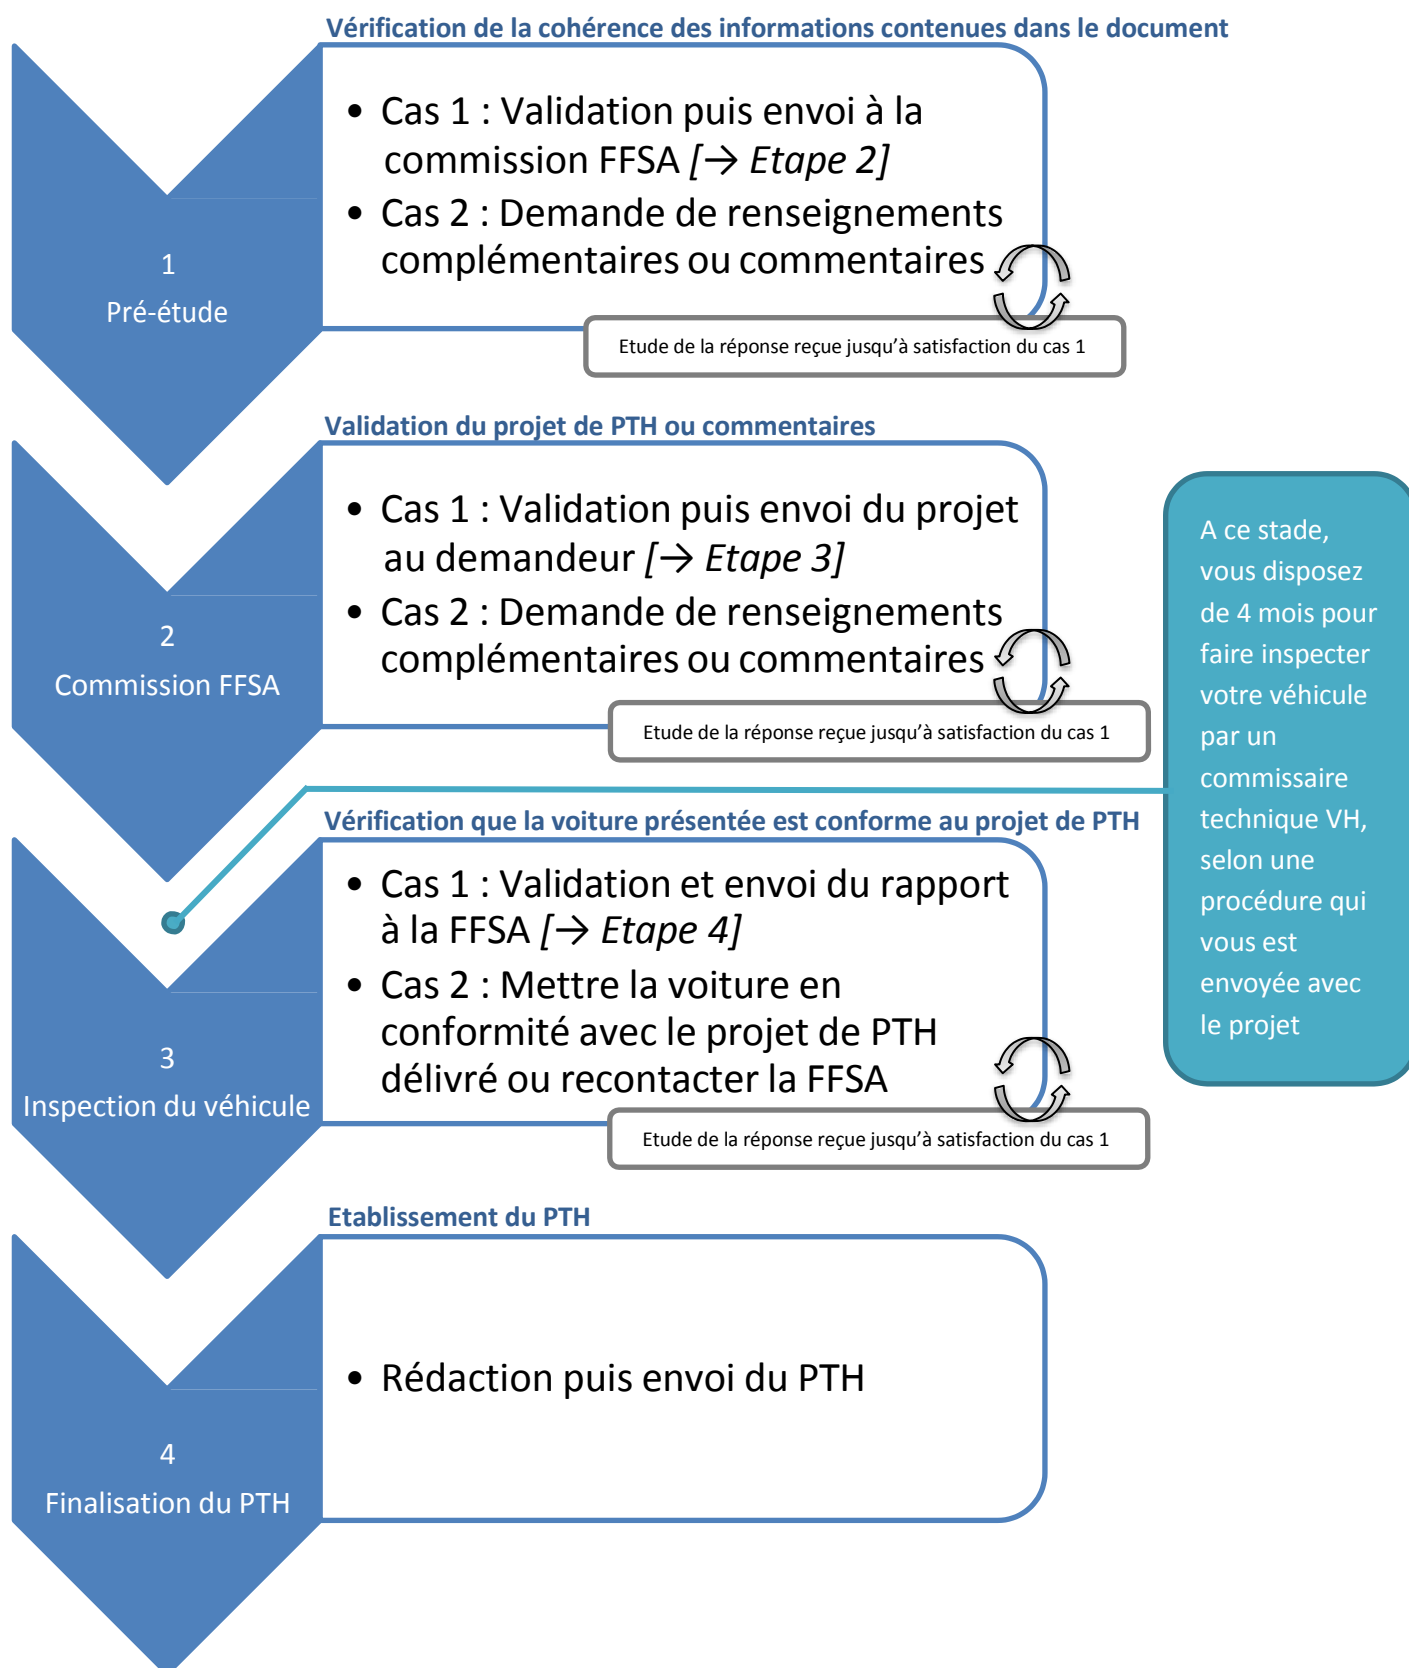 Vérification de la cohérence des informations contenues dans le document
1
Pré-étude
• Cas 1 : Validation puis envoi à la
commission FFSA [→ Etape 2]
• Cas 2 : Demande de renseignements
complémentaires ou commentaires
Etude de la réponse reçue jusqu'à satisfaction du cas 1
Validation du projet de PTH ou commentaires
2
Commission FFSA
• Cas 1 : Validation puis envoi du projet
au demandeur [→ Etape 3]
• Cas 2 : Demande de renseignements
complémentaires ou commentaires
Etude de la réponse reçue jusqu'à satisfaction du cas 1
A ce stade,
vous disposez
de 4 mois pour
faire inspecter
votre véhicule
par un
commissaire
technique VH,
selon une
procédure qui
vous est
envoyée avec
le projet
Vérification que la voiture présentée est conforme au projet de PTH
3
Inspection du véhicule
• Cas 1 : Validation et envoi du rapport
à la FFSA [→ Etape 4]
• Cas 2 : Mettre la voiture en
conformité avec le projet de PTH
délivré ou recontacter la FFSA
Etude de la réponse reçue jusqu'à satisfaction du cas 1
Etablissement du PTH
4
Finalisation du PTH
• Rédaction puis envoi du PTH